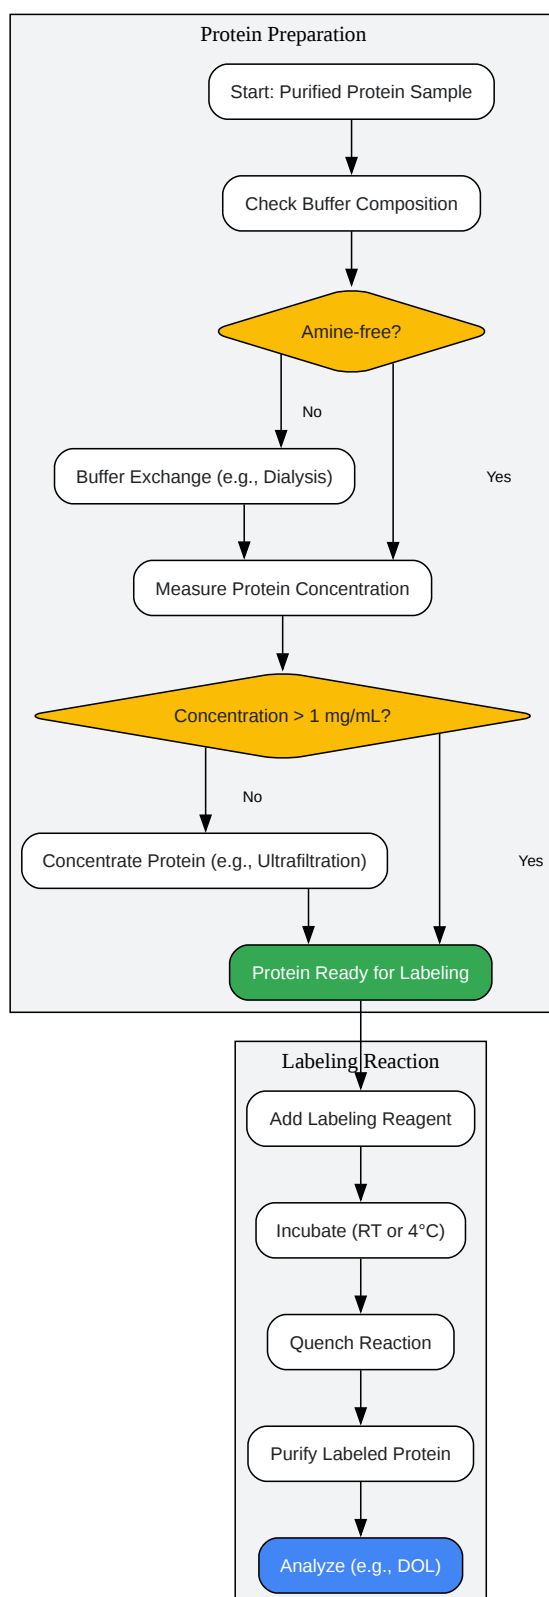 Protein Preparation
Start: Purified Protein Sample
Check Buffer Composition
Amine-free?
No
Buffer Exchange (e.g., Dialysis)
Yes
Measure Protein Concentration
Concentration > 1 mg/mL?
No
Concentrate Protein (e.g., Ultrafiltration)
Yes
Protein Ready for Labeling
Labeling Reaction
Add Labeling Reagent
Incubate (RT or 4°C)
Quench Reaction
Purify Labeled Protein
Analyze (e.g., DOL)